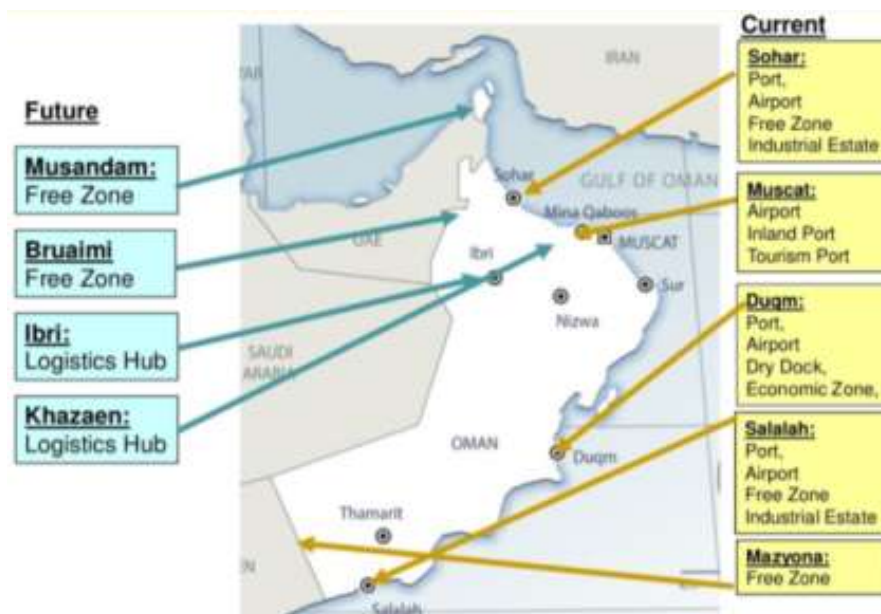 Future
Musandam:
Free Zone
Bruaimi
Free Zone
Ibri:
Logistics Hub
Khazaen:
Logistics Hub
IRAN
Sohar
GULF OF OMAN
Mina Qaboos
MUSCAT
UAE
Ibri
Sur
Nizwa
SAUDI
ARABIA
OMAN
Duqm
Thamarit
Salalah
Current
Sohar:
Port,
Airport
Free Zone
Industrial Estate
Muscat:
Airport
Inland Port
Tourism Port
Duqm:
Port,
Airport
Dry Dock,
Economic Zone,
Salalah:
Port,
Airport
Free Zone
Industrial Estate
Mazyona:
Free Zone